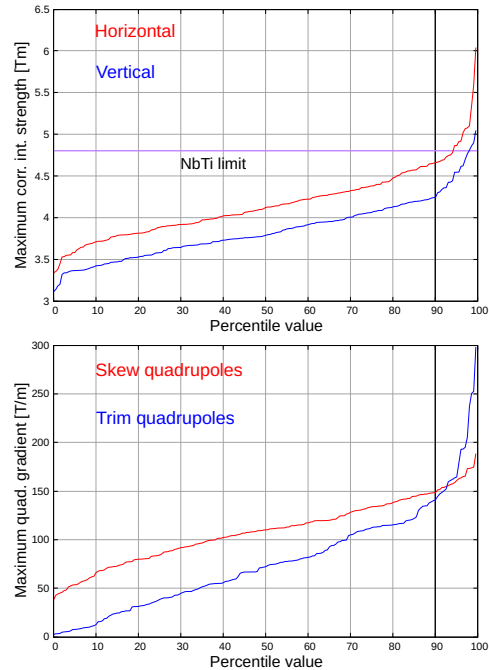 Maximum corr. int. strength [Tm]
6.5
6
5.5
5
4.5
4
3.5
3
Horizontal
Vertical
NbTi limit
0 10 20 30 40 50 60 70 80 90 100
Percentile value
Maximum quad. gradient [T/m]
300
250
200
150
100
50
0
Skew quadrupoles
Trim quadrupoles
0 10 20 30 40 50 60 70 80 90 100
Percentile value